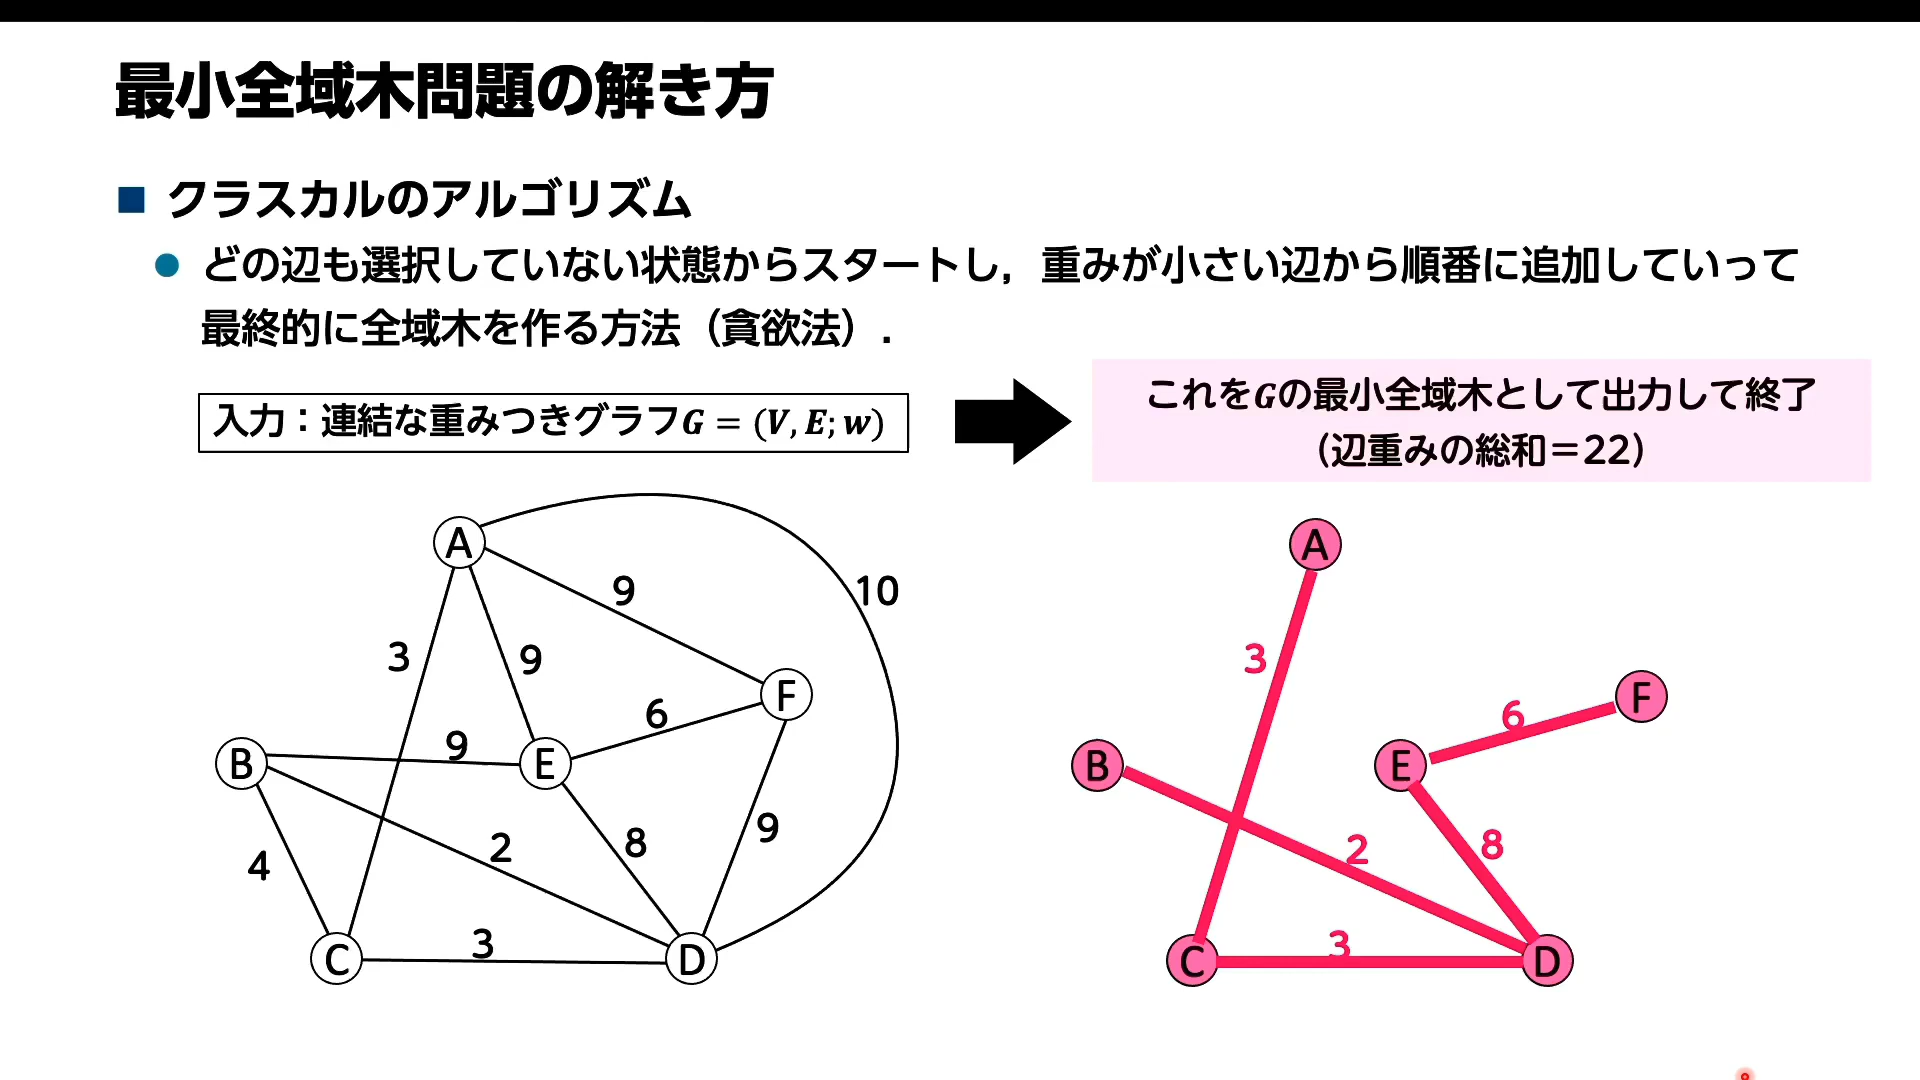 最小全域木問題の解き方
クラスカルのアルゴリズム
どの辺も選択していない状態からスタートし，重みが小さい辺から順番に追加していって
最終的に全域木を作る方法（貪欲法）.
入力：連結な重みつきグラフG = (V, E; w)
これをGの最小全域木として出力して終了
（辺重みの総和＝22）
A
9
10
3
9
F
6
B
9
E
4
2
8
9
C
3
D
A
3
F
6
B
E
2
8
C
3
D